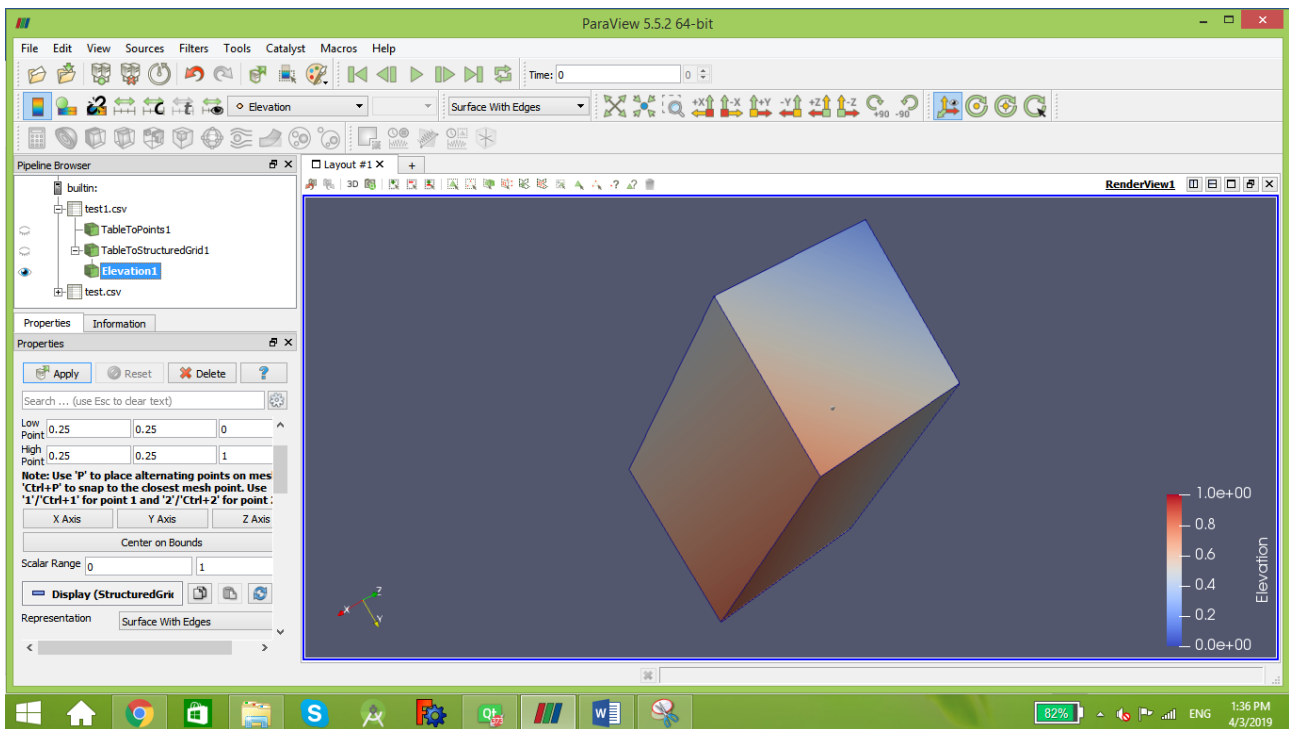 ParaView 5.5.2 64-bit
File Edit View Sources Filters Tools Catalyst Macros Help
Time: 0 0
Elevation Surface With Edges +X -X +Y -Y +Z -Z +90 -90
Pipeline Browser
Layout #1 X +
3D
RenderView1
builtin:
test1.csv
TableToPoints1
TableToStructuredGrid1
Elevation1
test.csv
Properties Information
Properties
Apply Reset Delete ?
Search ... (use Esc to clear text)
Low Point 0.25 0.25 0
High Point 0.25 0.25 1
Note: Use 'P' to place alternating points on mes
'Ctrl+P' to snap to the closest mesh point. Use
'1'/'Ctrl+1' for point 1 and '2'/'Ctrl+2' for point
X Axis Y Axis Z Axis
Center on Bounds
Scalar Range 0 1
Display (StructuredGri
Representation Surface With Edges
X
Y
Z
1.0e+00
0.8
0.6
0.4
0.2
0.0e+00
Elevation
82% ENG 1:36 PM
4/3/2019